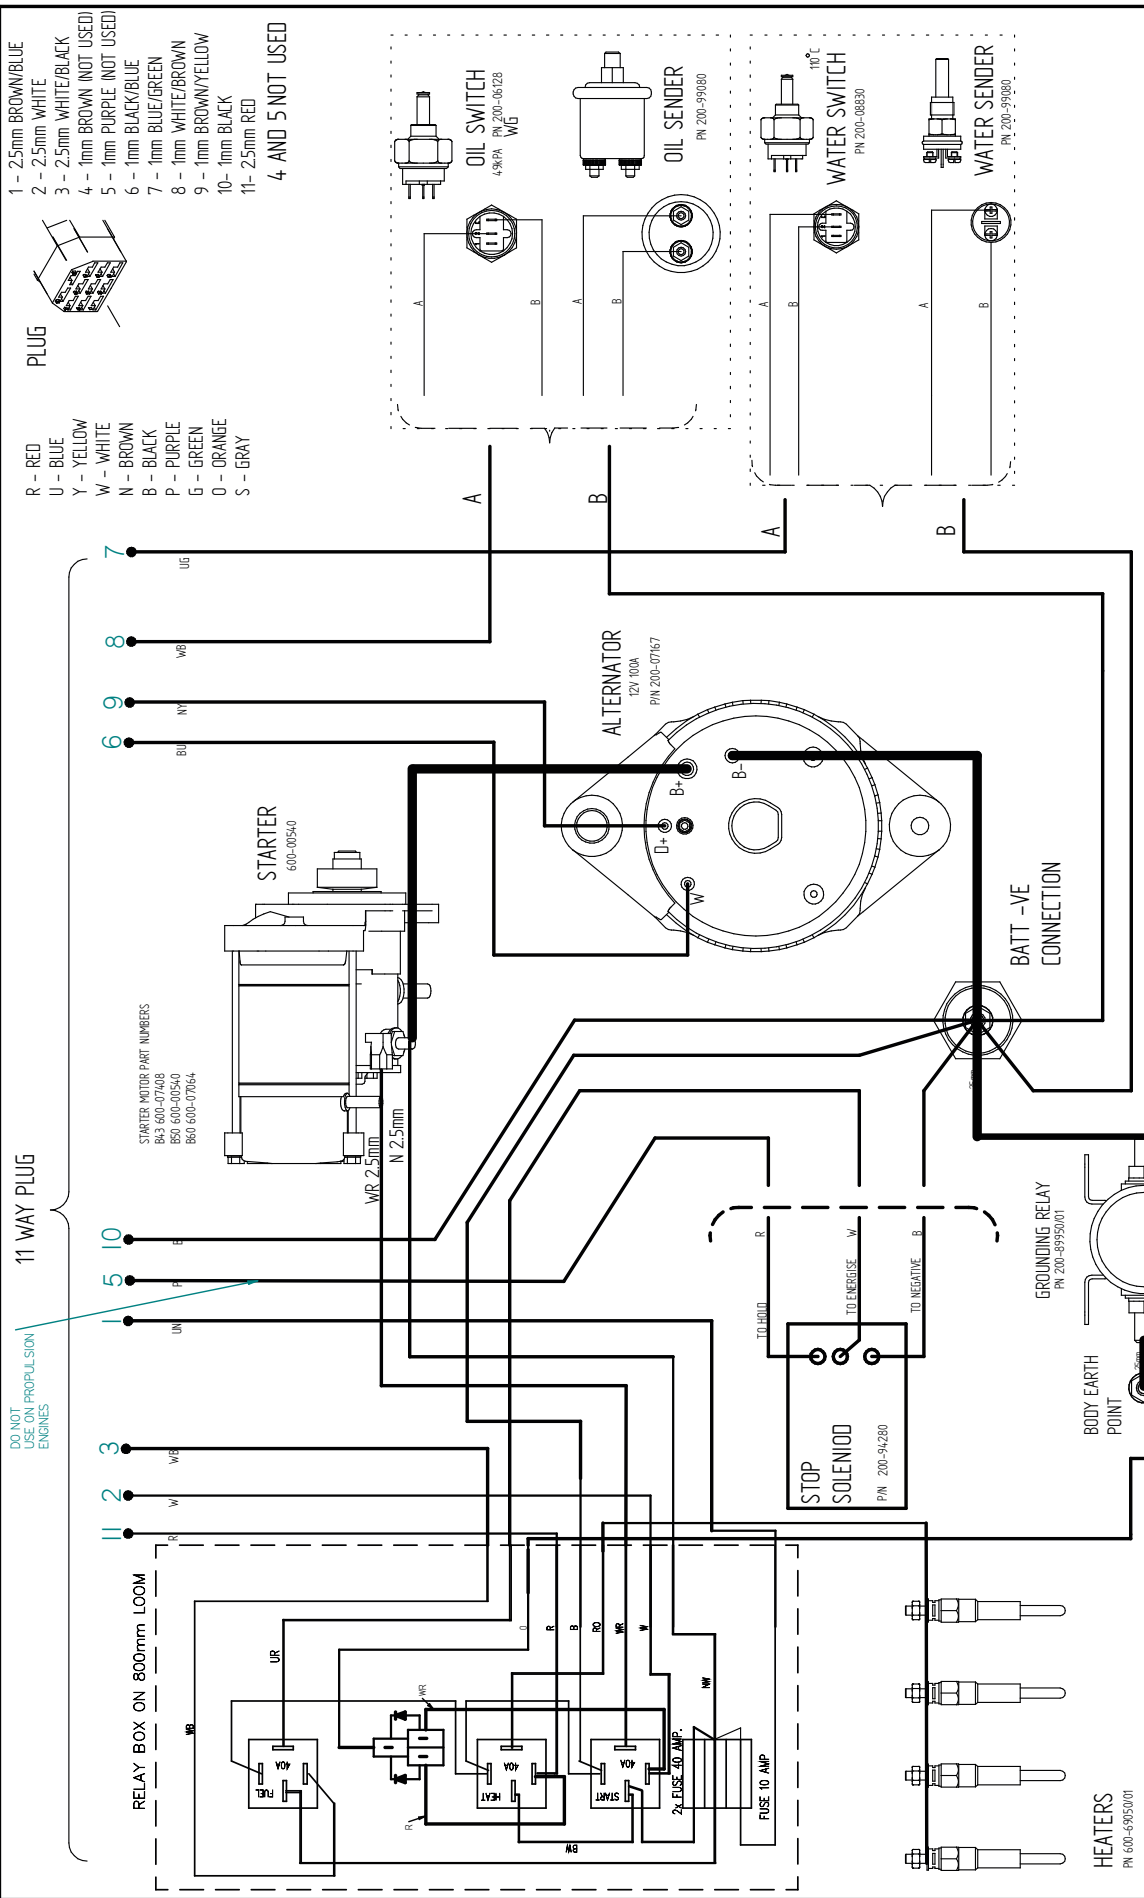 1 - 2.5mm BROWN/BLUE
2 - 2.5mm WHITE
3 - 2.5mm WHITE/BLACK
4 - 1mm BROWN (NOT USED)
5 - 1mm PURPLE (NOT USED)
6 - 1mm BLACK/BLUE
7 - 1mm BLUE/GREEN
8 - 1mm WHITE/BROWN
9 - 1mm BROWN/YELLOW
10- 1mm BLACK
11- 2.5mm RED
4 AND 5 NOT USED
PLUG
R - RED
U - BLUE
Y - YELLOW
W - WHITE
N - BROWN
B - BLACK
P - PURPLE
G - GREEN
O - ORANGE
S - GRAY
OIL SWITCH
PN 200-06128
WG
OIL SENDER
PN 200-99080
110°C
WATER SWITCH
PN 200-08830
WATER SENDER
PN 200-99080
A
B
A
B
A
B
A
B
A
B
A
B
11 WAY PLUG
7
UG
8
WB
9
NY
6
BU
10
B
5
P
1
UN
3
WB
2
W
11
R
DO NOT
USE ON PROPULSION
ENGINES
ALTERNATOR
12V 100A
P/N 200-07167
B+
B-
D+
W
STARTER
600-00540
STARTER MOTOR PART NUMBERS
B43 600-07408
B50 600-00540
B60 600-07064
WR 2.5mm
N 2.5mm
BATT -VE
CONNECTION
GROUNDING RELAY
PN 200-89950/01
BODY EARTH
POINT
R
W
B
TO HOLD
TO ENERGISE
TO NEGATIVE
STOP
SOLENIOD
P/N 200-94280
RELAY BOX ON 800mm LOOM
WB
UR
O
R
B
RO
WR
W
NW
WR
R
BW
FUEL
40A
HEAT
40A
START
40A
2x FUSE 40 AMP.
FUSE 10 AMP
HEATERS
PN 600-69050/01